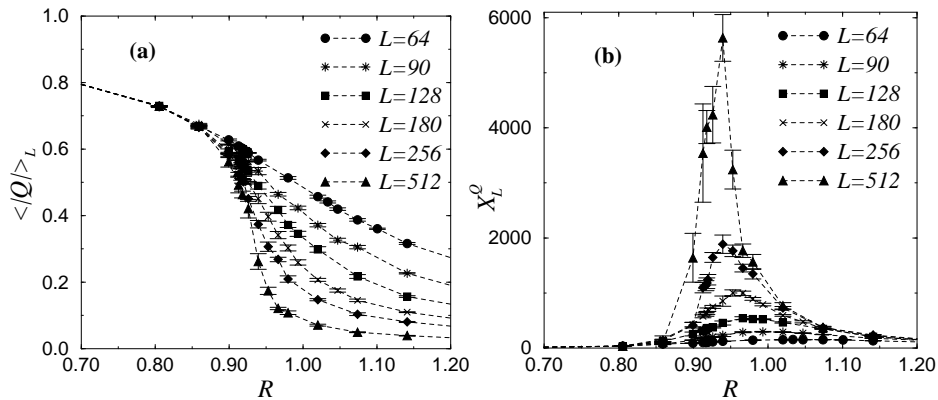 (a)
L=64
L=90
L=128
L=180
L=256
L=512
<|Q|>_L
1.0
0.8
0.6
0.4
0.2
0.0
0.70 0.80 0.90 1.00 1.10 1.20
R
(b)
L=64
L=90
L=128
L=180
L=256
L=512
X_L^Q
6000
4000
2000
0
0.70 0.80 0.90 1.00 1.10 1.20
R